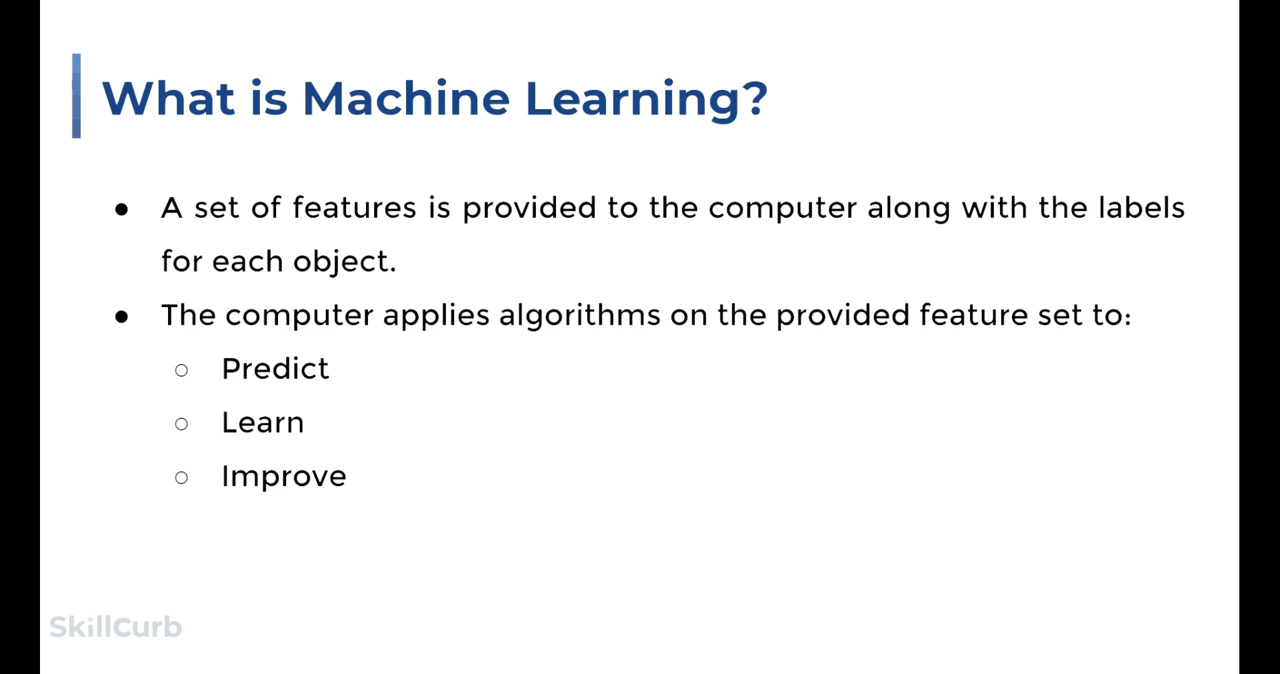 What is Machine Learning?
● A set of features is provided to the computer along with the labels
for each object.
● The computer applies algorithms on the provided feature set to:
○ Predict
○ Learn
○ Improve
SkillCurb